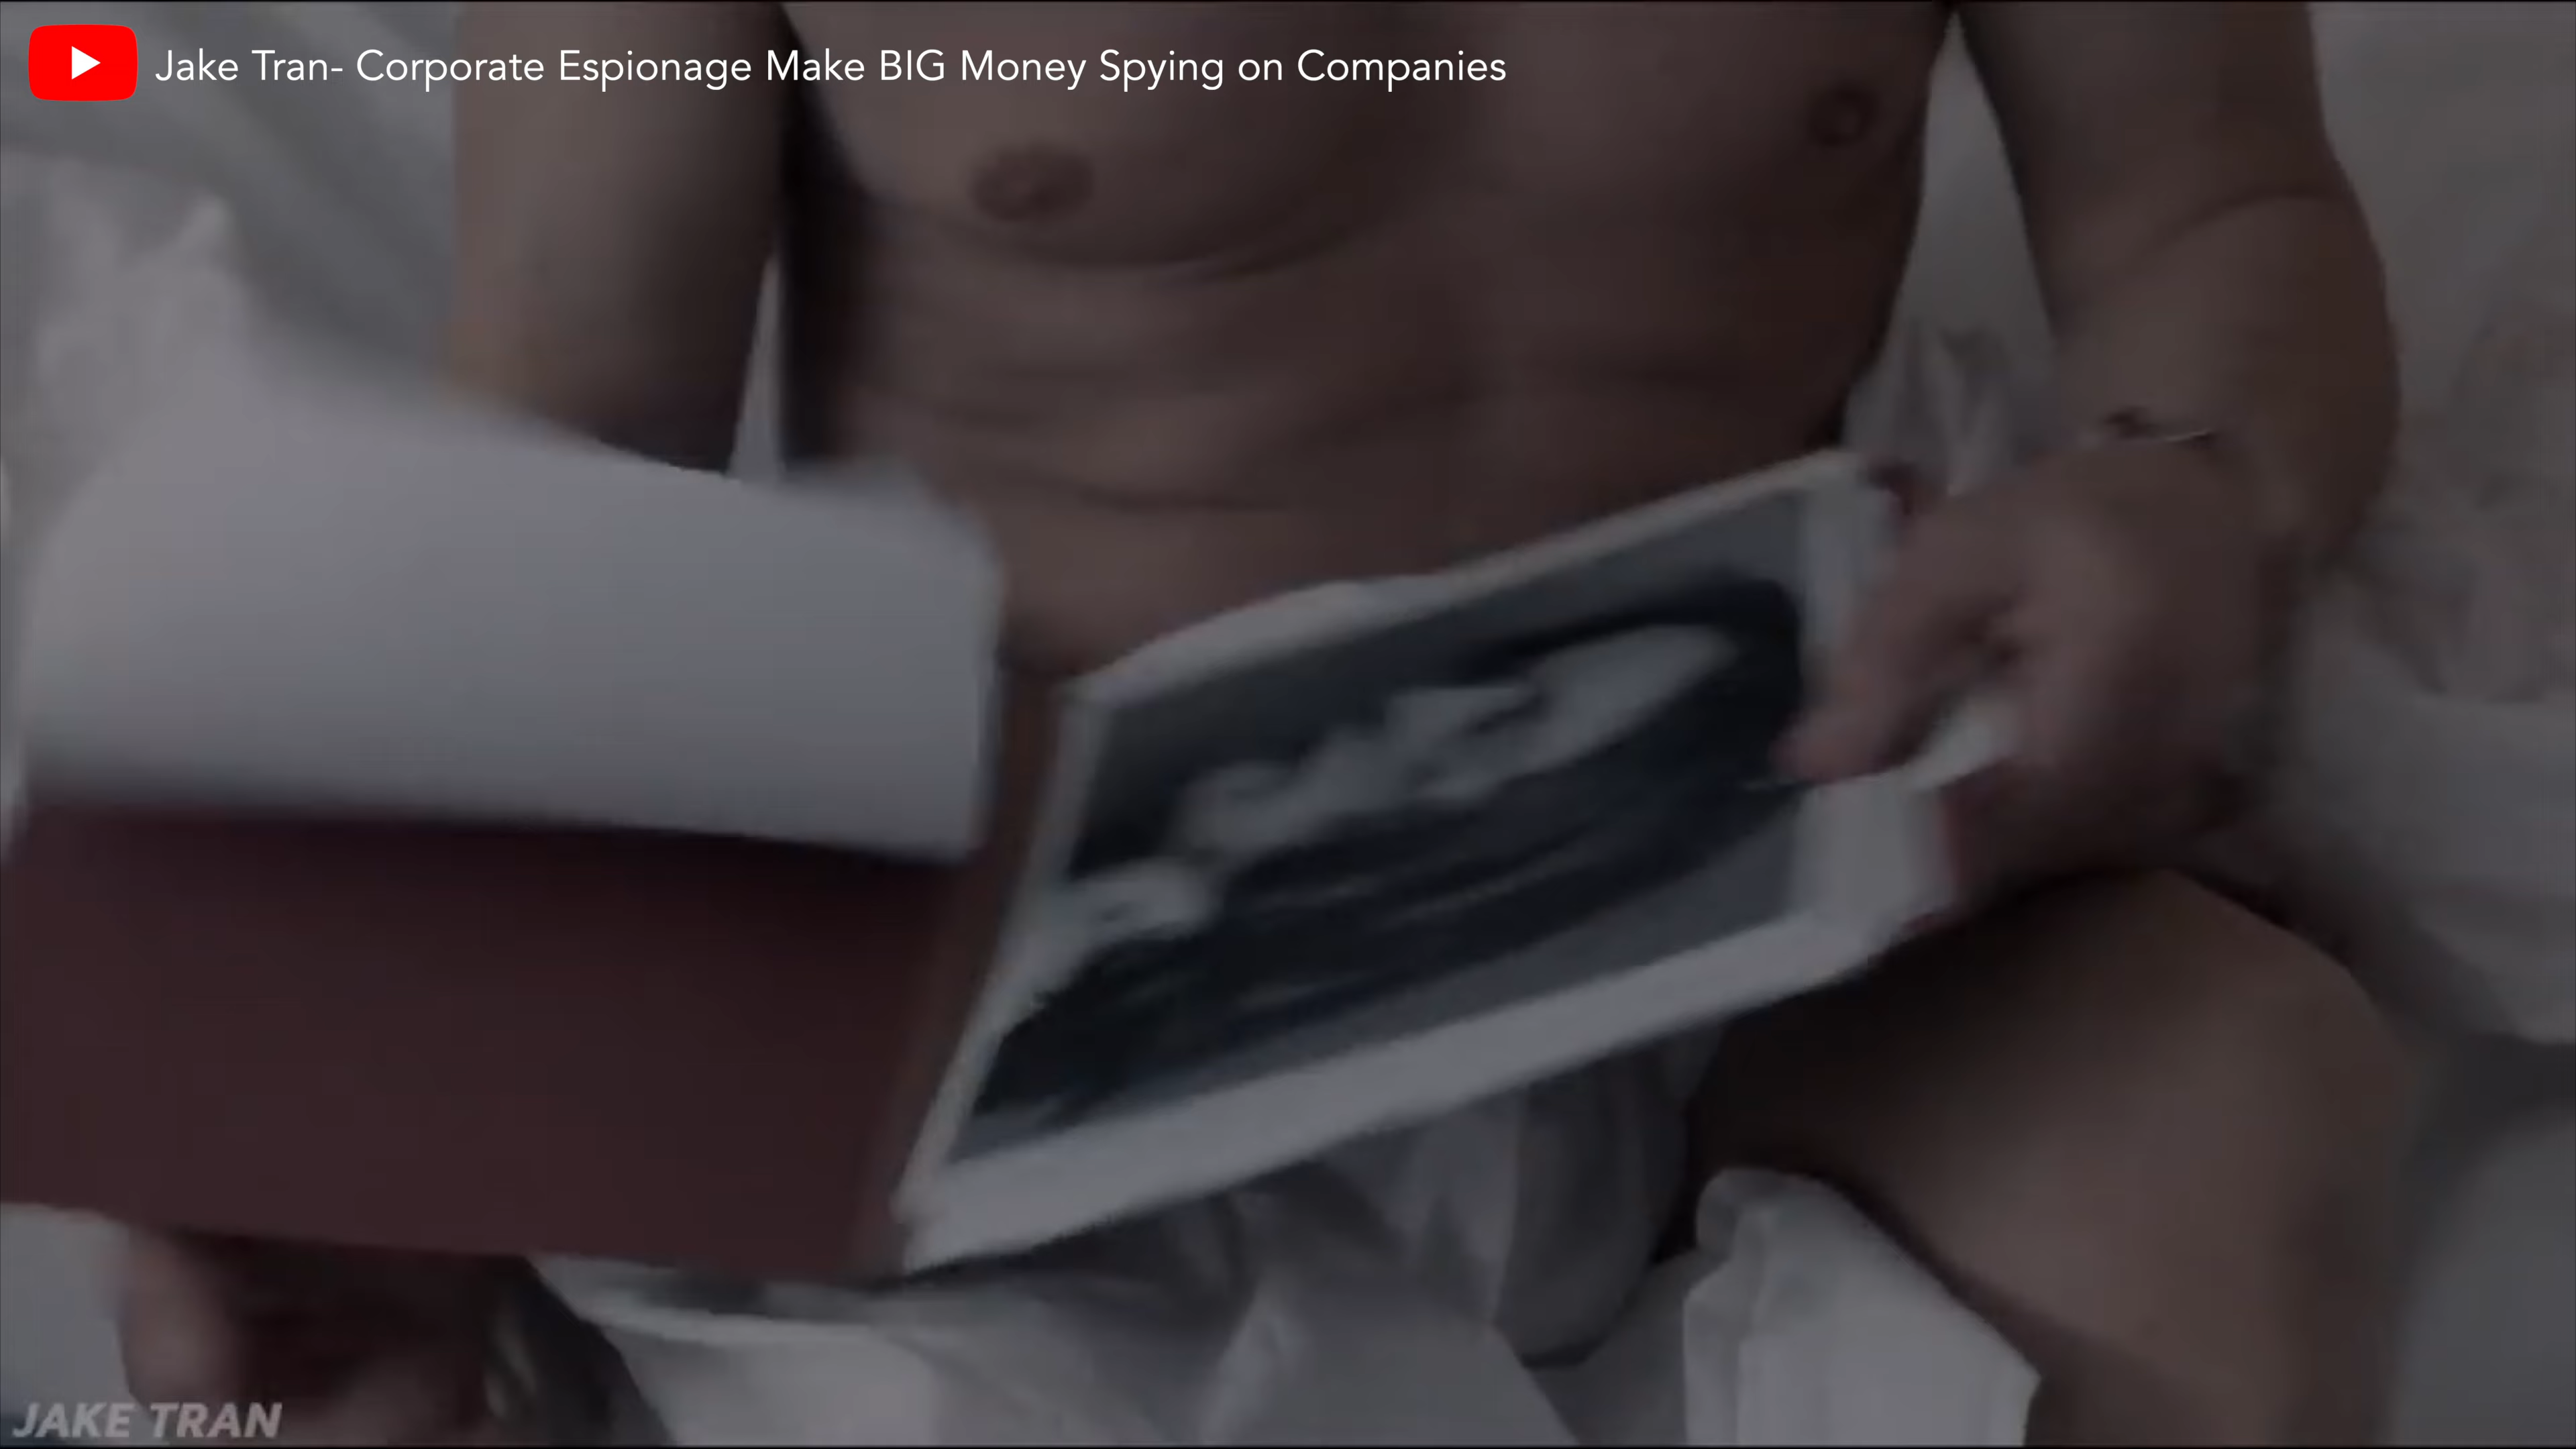 Jake Tran- Corporate Espionage Make BIG Money Spying on Companies
JAKE TRAN